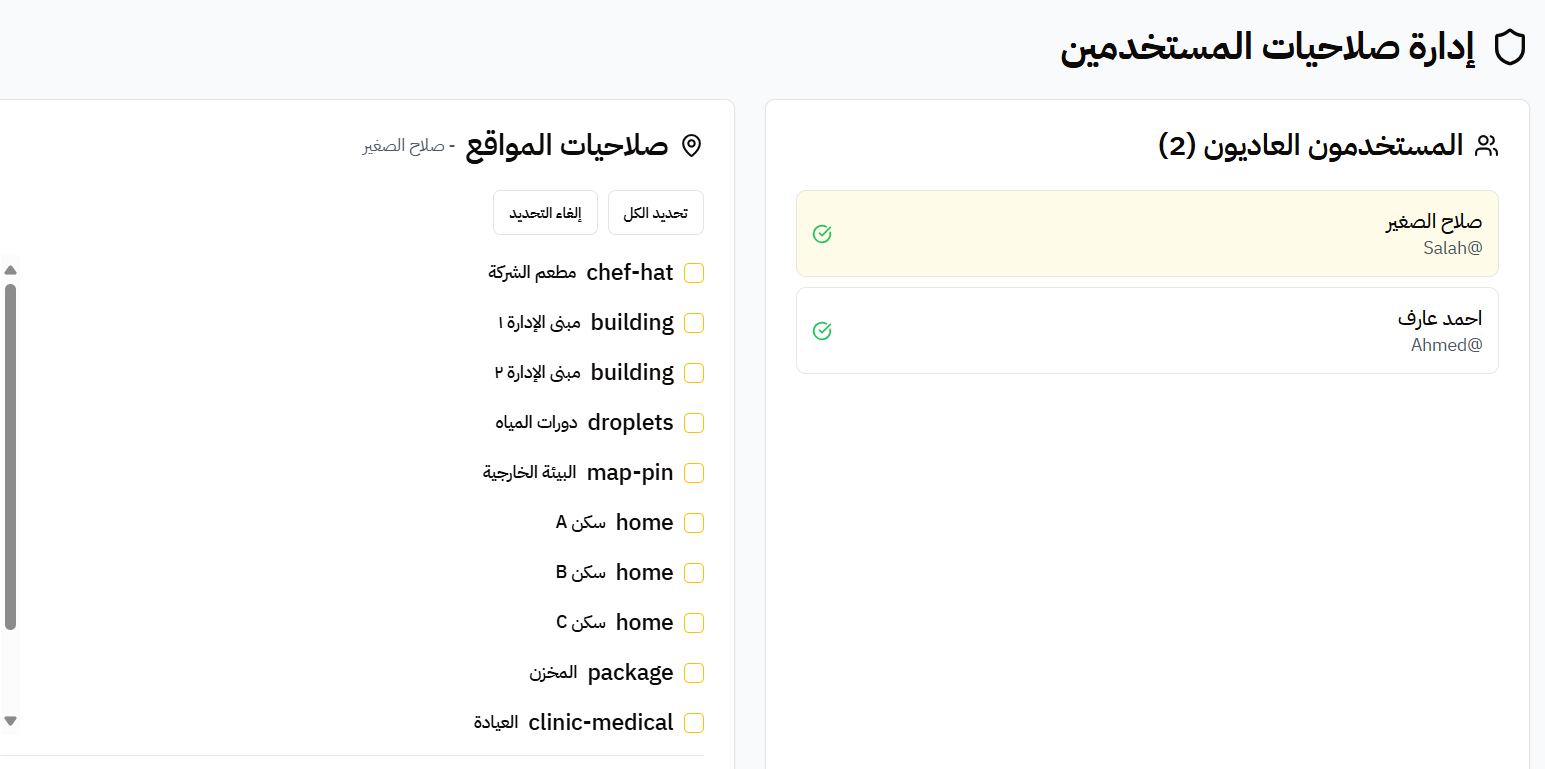 إدارة صلاحيات المستخدمين
المستخدمون العاديون (2)
صلاح الصغير
@Salah
احمد عارف
@Ahmed
صلاحيات المواقع - صلاح الصغير
تحديد الكل
إلغاء التحديد
chef-hat مطعم الشركة
building مبنى الإدارة ١
building مبنى الإدارة ٢
droplets دورات المياه
map-pin البيئة الخارجية
home سكن A
home سكن B
home سكن C
package المخزن
clinic-medical العيادة